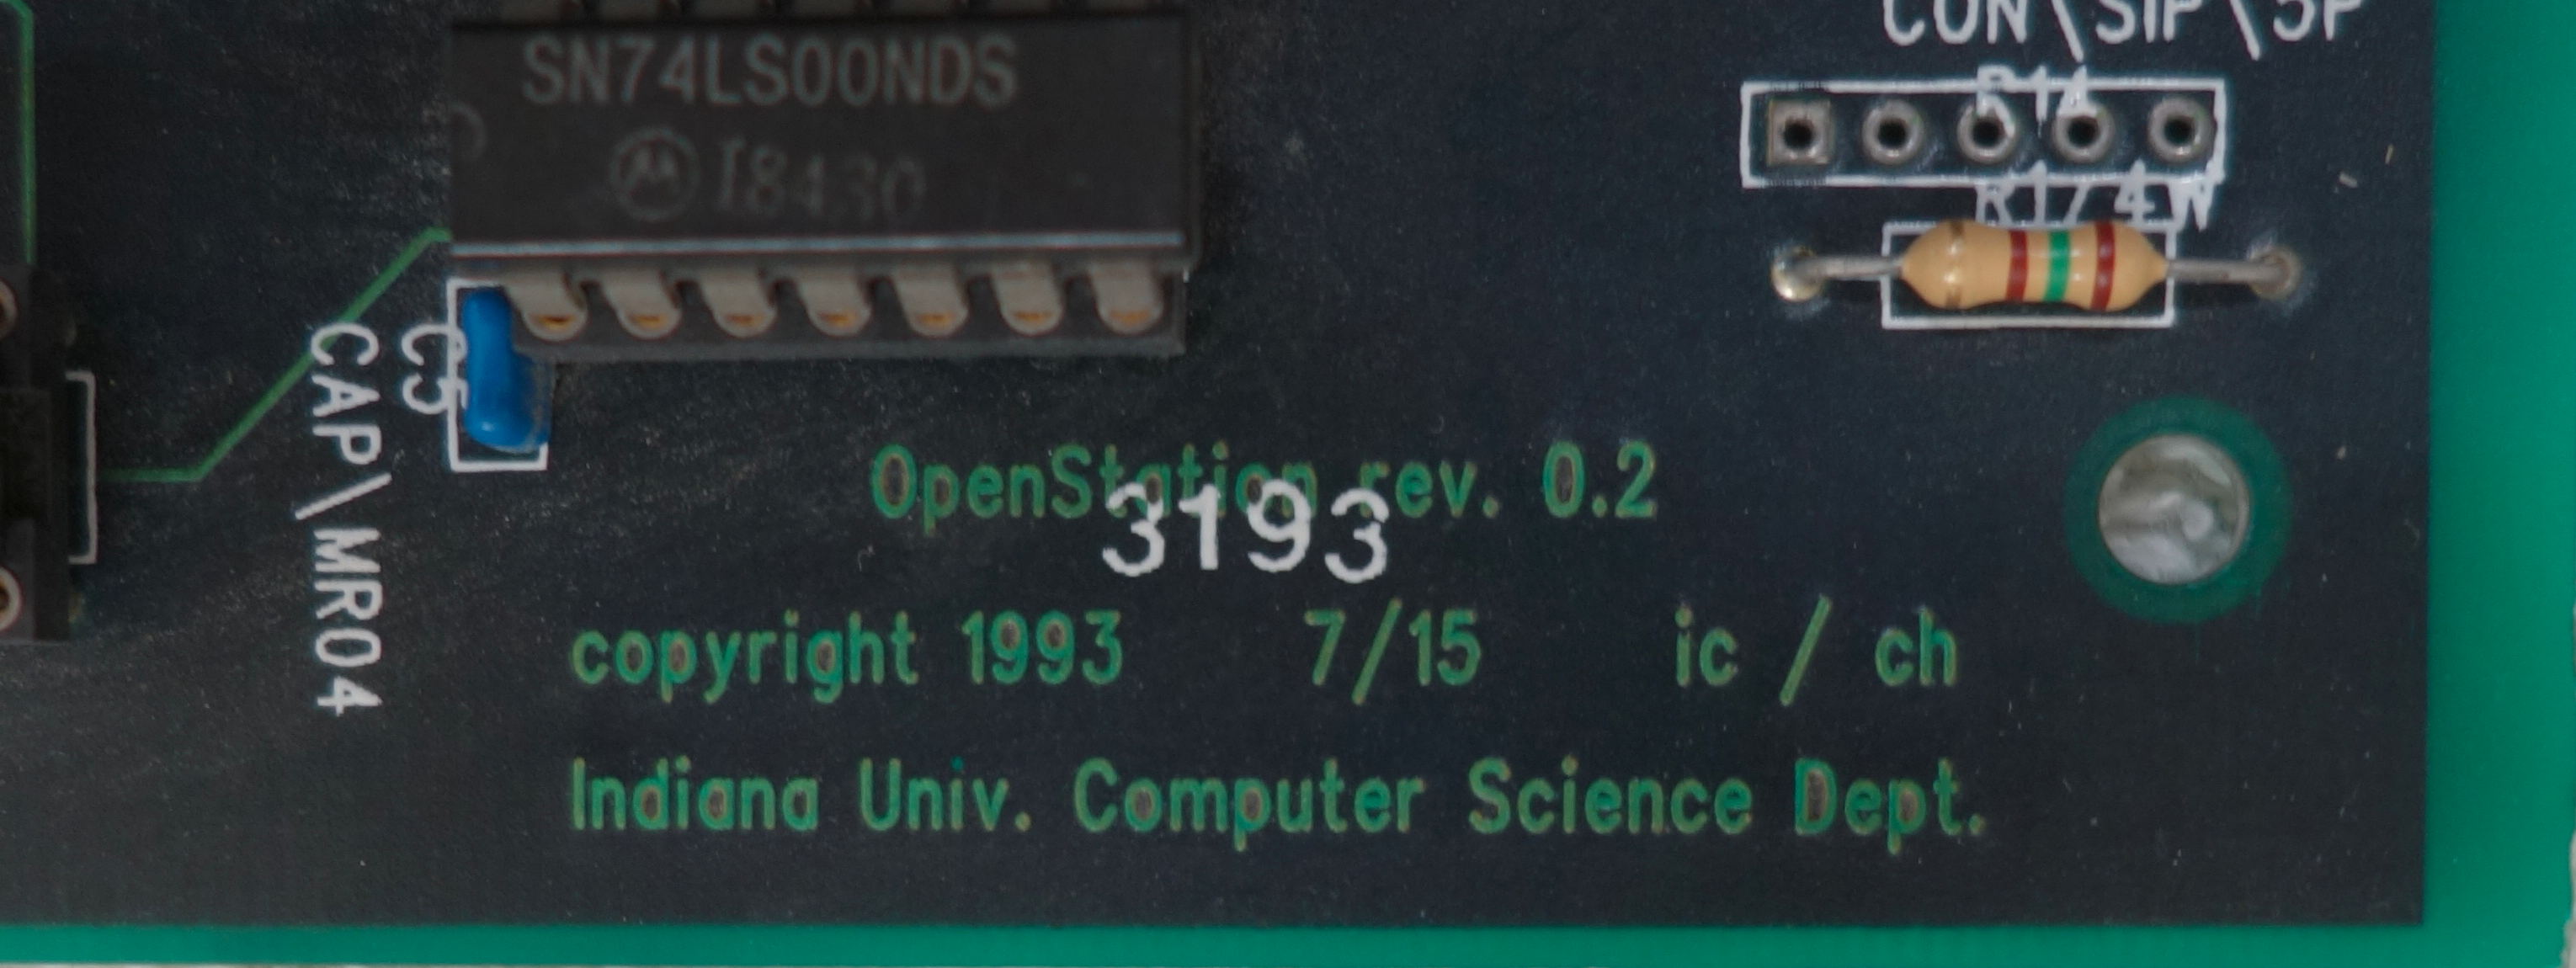 CON\SIP\5P
SN74LS00NDS
I8430
R14
R1/4W
C5
CAP\MR04
OpenStation rev. 0.2
3193
copyright 1993 7/15 ic / ch
Indiana Univ. Computer Science Dept.